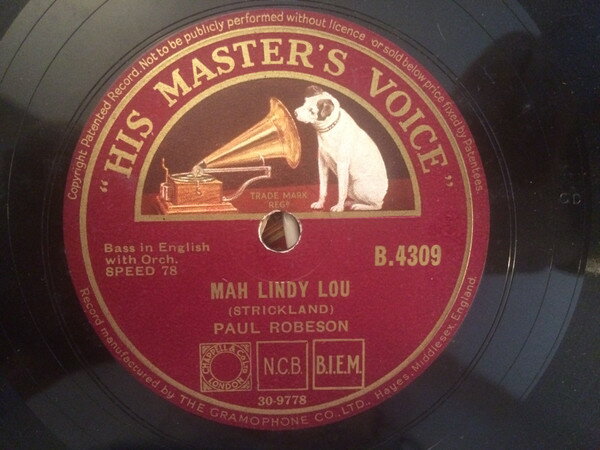 Copyright Patented Record. Not to be publicly performed without licence or sold below price fixed by Patentees.
"HIS MASTER'S VOICE"
TRADE MARK
REGD
Bass in English
with Orch.
SPEED 78
B.4309
MAH LINDY LOU
(STRICKLAND)
PAUL ROBESON
CHAPPELL & Co Ltd
LONDON
N.C.B.
B.I.E.M.
30-9778
Record manufactured by THE GRAMOPHONE CO., LTD., Hayes, Middlesex, England.
CD